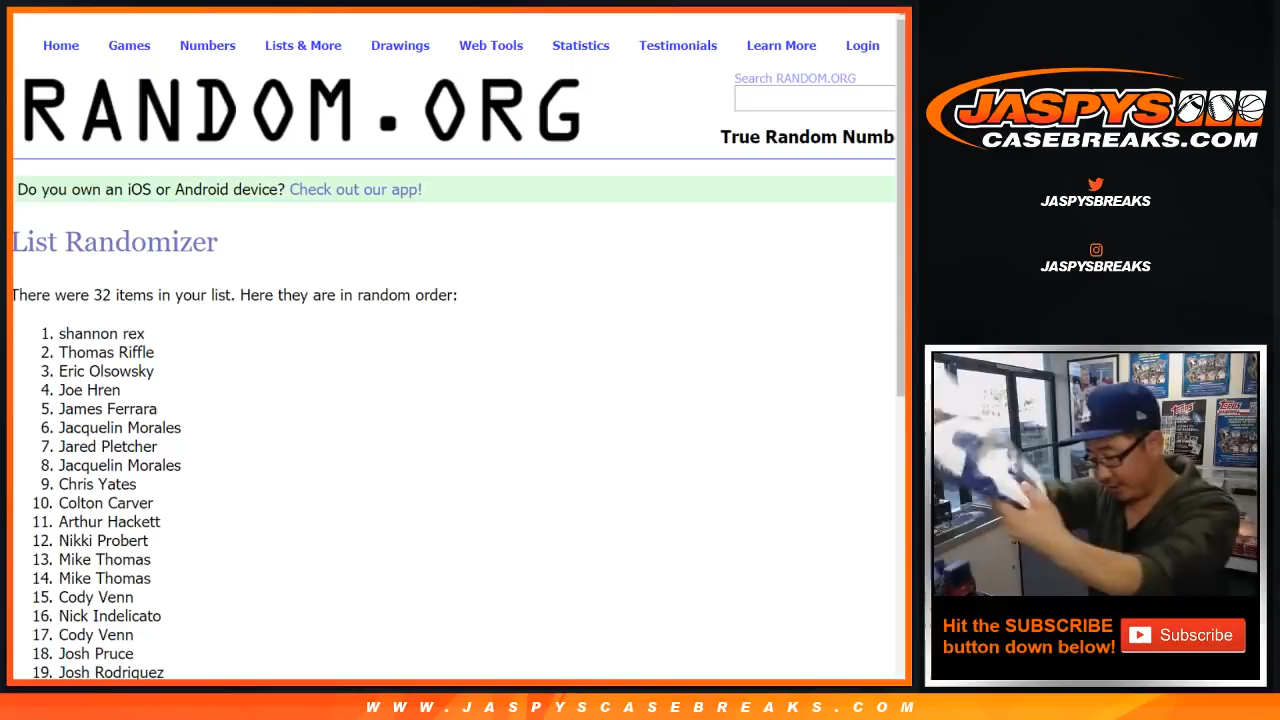 Home Games Numbers Lists & More Drawings Web Tools Statistics Testimonials Learn More Login
RANDOM.ORG
Search RANDOM.ORG
True Random Numb
Do you own an iOS or Android device? Check out our app!
List Randomizer
There were 32 items in your list. Here they are in random order:
1. shannon rex
2. Thomas Riffle
3. Eric Olsowsky
4. Joe Hren
5. James Ferrara
6. Jacquelin Morales
7. Jared Pletcher
8. Jacquelin Morales
9. Chris Yates
10. Colton Carver
11. Arthur Hackett
12. Nikki Probert
13. Mike Thomas
14. Mike Thomas
15. Cody Venn
16. Nick Indelicato
17. Cody Venn
18. Josh Pruce
19. Josh Rodriguez
JASPYS
CASEBREAKS.COM
JASPYSBREAKS
JASPYSBREAKS
Topps
Hit the SUBSCRIBE
button down below!
Subscribe
WWW.JASPYSCASEBREAKS.COM